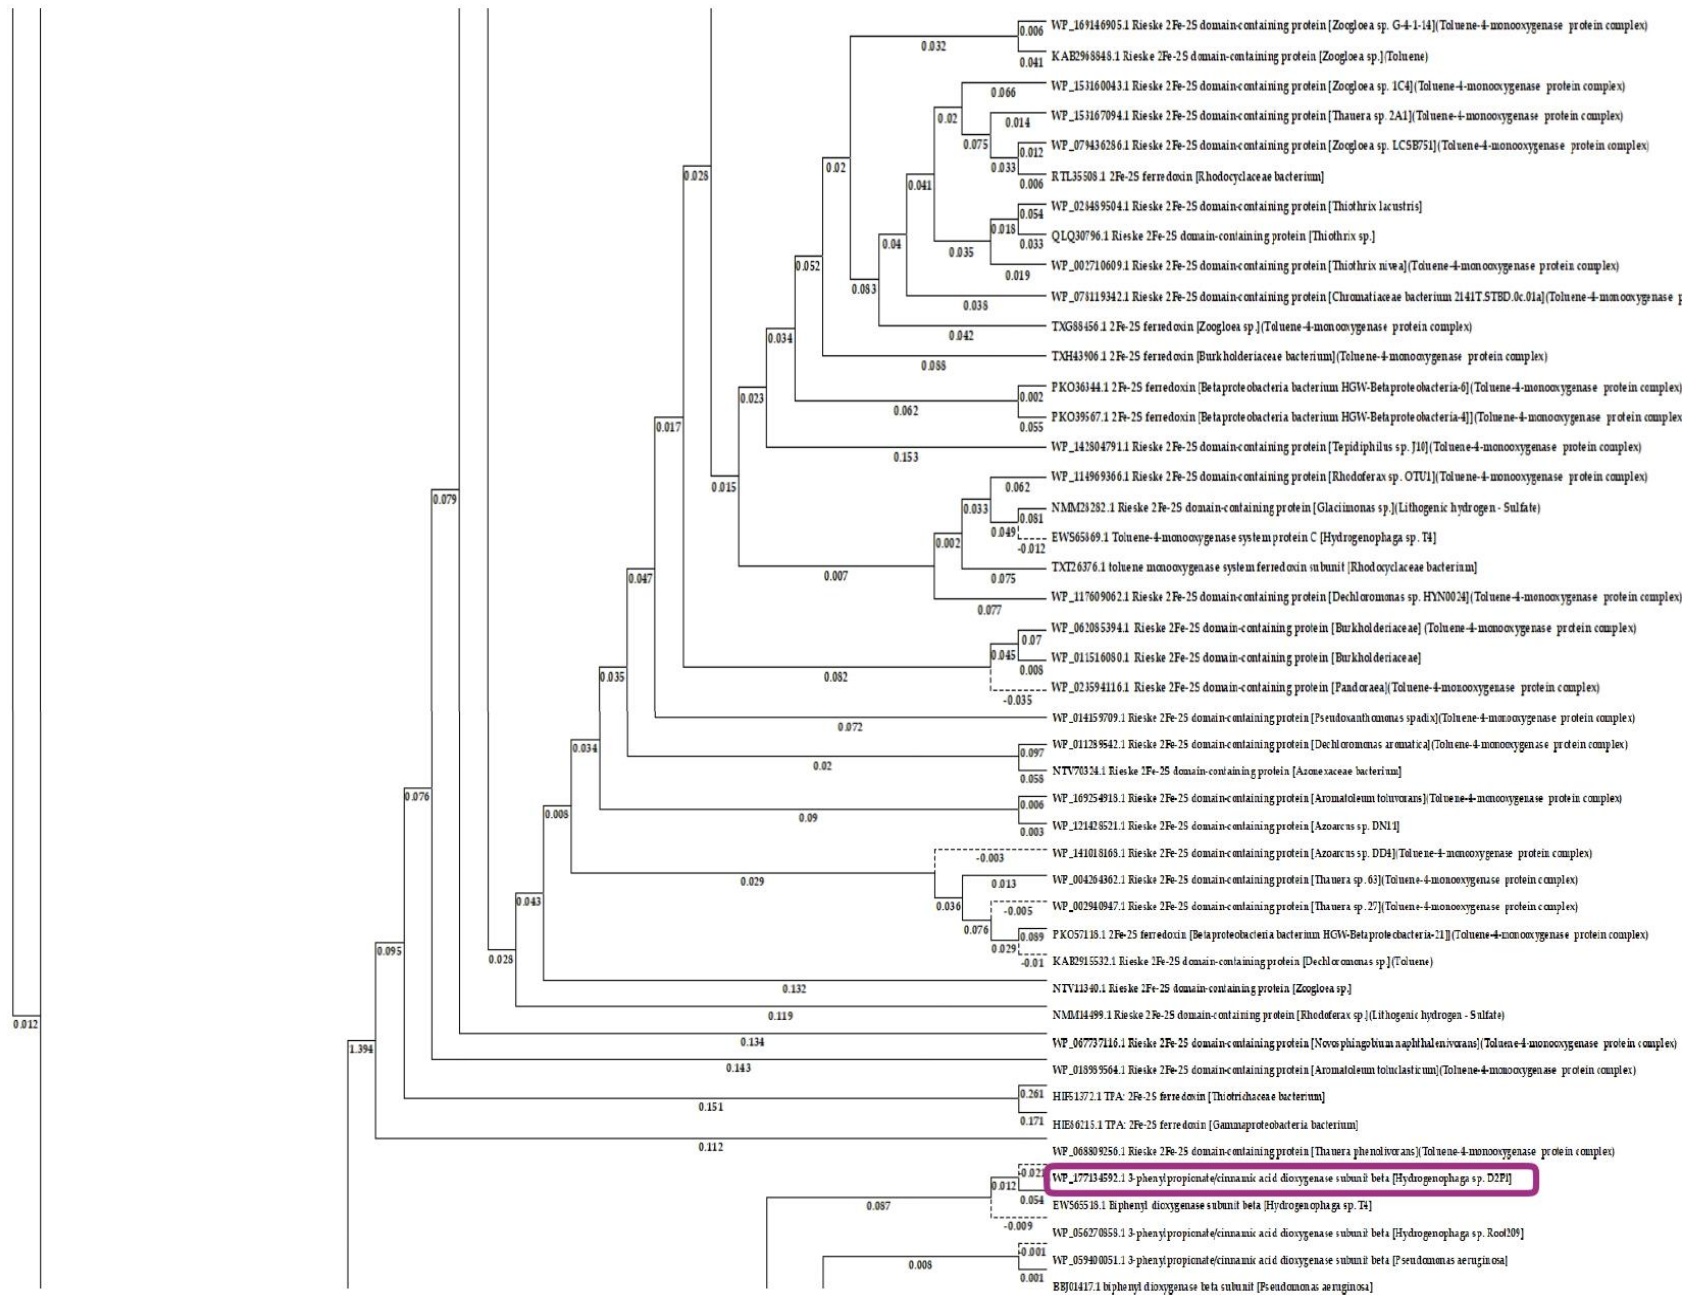 WP_169146905.1 Rieske 2Fe-2S domain-containing protein [Zoogloea sp. G-4-1-14](Toluene-4-monooxygenase protein complex)
0.006
0.032
KAB2968848.1 Rieske 2Fe-2S domain-containing protein [Zoogloea sp.](Toluene)
0.041
WP_153160043.1 Rieske 2Fe-2S domain-containing protein [Zoogloea sp. 1C4](Toluene-4-monooxygenase protein complex)
0.066
0.02
WP_153167094.1 Rieske 2Fe-2S domain-containing protein [Thauera sp. 2A1](Toluene-4-monooxygenase protein complex)
0.014
0.075
WP_079436286.1 Rieske 2Fe-2S domain-containing protein [Zoogloea sp. LCSB751](Toluene-4-monooxygenase protein complex)
0.012
0.033
0.02
0.028
RTL35508.1 2Fe-2S ferredoxin [Rhodocyclaceae bacterium]
0.006
0.041
WP_028489504.1 Rieske 2Fe-2S domain-containing protein [Thiothrix lacustris]
0.054
0.018
QLQ30796.1 Rieske 2Fe-2S domain-containing protein [Thiothrix sp.]
0.033
0.04
0.035
WP_002710609.1 Rieske 2Fe-2S domain-containing protein [Thiothrix nivea](Toluene-4-monooxygenase protein complex)
0.019
0.052
0.083
WP_078119342.1 Rieske 2Fe-2S domain-containing protein [Chromatiaceae bacterium 2141T.STBD.0c.01a](Toluene-4-monooxygenase p
0.038
TXG88456.1 2Fe-2S ferredoxin [Zoogloea sp.](Toluene-4-monooxygenase protein complex)
0.042
0.034
TXH43906.1 2Fe-2S ferredoxin [Burkholderiaceae bacterium](Toluene-4-monooxygenase protein complex)
0.088
PKO36344.1 2Fe-2S ferredoxin [Betaproteobacteria bacterium HGW-Betaproteobacteria-6](Toluene-4-monooxygenase protein complex)
0.002
0.023
0.062
PKO39567.1 2Fe-2S ferredoxin [Betaproteobacteria bacterium HGW-Betaproteobacteria-4]](Toluene-4-monooxygenase protein complex
0.055
0.017
WP_142804791.1 Rieske 2Fe-2S domain-containing protein [Tepidiphilus sp. J10](Toluene-4-monooxygenase protein complex)
0.153
WP_114969366.1 Rieske 2Fe-2S domain-containing protein [Rhodoferax sp. OTU1](Toluene-4-monooxygenase protein complex)
0.062
0.015
0.079
0.033
NMM28282.1 Rieske 2Fe-2S domain-containing protein [Glaciimonas sp.](Lithogenic hydrogen - Sulfate)
0.081
0.049
EWS65869.1 Toluene-4-monooxygenase system protein C [Hydrogenophaga sp. T4]
-0.012
0.002
TXT26376.1 toluene monooxygenase system ferredoxin subunit [Rhodocyclaceae bacterium]
0.075
0.007
0.047
WP_117609062.1 Rieske 2Fe-2S domain-containing protein [Dechloromonas sp. HYN0024](Toluene-4-monooxygenase protein complex)
0.077
WP_062085394.1 Rieske 2Fe-2S domain-containing protein [Burkholderiaceae] (Toluene-4-monooxygenase protein complex)
0.07
0.045
WP_011516080.1 Rieske 2Fe-2S domain-containing protein [Burkholderiaceae]
0.008
0.082
0.035
WP_023594116.1 Rieske 2Fe-2S domain-containing protein [Pandoraea](Toluene-4-monooxygenase protein complex)
-0.035
WP_014159709.1 Rieske 2Fe-2S domain-containing protein [Pseudoxanthomonas spadix](Toluene-4-monooxygenase protein complex)
0.072
0.034
WP_011289542.1 Rieske 2Fe-2S domain-containing protein [Dechloromonas aromatica](Toluene-4-monooxygenase protein complex)
0.097
0.02
NTV70324.1 Rieske 2Fe-2S domain-containing protein [Azonexaceae bacterium]
0.058
0.076
WP_169254918.1 Rieske 2Fe-2S domain-containing protein [Aromatoleum toluvorans](Toluene-4-monooxygenase protein complex)
0.006
0.008
0.09
WP_121428521.1 Rieske 2Fe-2S domain-containing protein [Azoarcus sp. DN11]
0.003
WP_141018168.1 Rieske 2Fe-2S domain-containing protein [Azoarcus sp. DD4](Toluene-4-monooxygenase protein complex)
-0.003
0.029
WP_004264362.1 Rieske 2Fe-2S domain-containing protein [Thauera sp. 63](Toluene-4-monooxygenase protein complex)
0.013
0.043
0.036
WP_002940947.1 Rieske 2Fe-2S domain-containing protein [Thauera sp. 27](Toluene-4-monooxygenase protein complex)
-0.005
0.076
PKO57118.1 2Fe-2S ferredoxin [Betaproteobacteria bacterium HGW-Betaproteobacteria-21]](Toluene-4-monooxygenase protein complex)
0.089
0.029
0.095
0.028
KAB2915532.1 Rieske 2Fe-2S domain-containing protein [Dechloromonas sp.](Toluene)
-0.01
NTV11340.1 Rieske 2Fe-2S domain-containing protein [Zoogloea sp.]
0.132
NMM14499.1 Rieske 2Fe-2S domain-containing protein [Rhodoferax sp.](Lithogenic hydrogen - Sulfate)
0.119
0.012
WP_067737116.1 Rieske 2Fe-2S domain-containing protein [Novosphingobium naphthalenivorans](Toluene-4-monooxygenase protein complex)
0.134
1.394
WP_018989564.1 Rieske 2Fe-2S domain-containing protein [Aromatoleum toluclasticum](Toluene-4-monooxygenase protein complex)
0.143
HIF51372.1 TPA: 2Fe-2S ferredoxin [Thiotrichaceae bacterium]
0.261
0.151
HIE86215.1 TPA: 2Fe-2S ferredoxin [Gammaproteobacteria bacterium]
0.171
0.112
WP_068809256.1 Rieske 2Fe-2S domain-containing protein [Thauera phenolivorans](Toluene-4-monooxygenase protein complex)
-0.021
WP_177134592.1 3-phenylpropionate/cinnamic acid dioxygenase subunit beta [Hydrogenophaga sp. D2P1]
0.012
0.054
0.087
EWS65518.1 Biphenyl dioxygenase subunit beta [Hydrogenophaga sp. T4]
-0.009
WP_056270858.1 3-phenylpropionate/cinnamic acid dioxygenase subunit beta [Hydrogenophaga sp. Root209]
-0.001
WP_059400051.1 3-phenylpropionate/cinnamic acid dioxygenase subunit beta [Pseudomonas aeruginosa]
0.008
0.001
BBJ01417.1 biphenyl dioxygenase beta subunit [Pseudomonas aeruginosa]